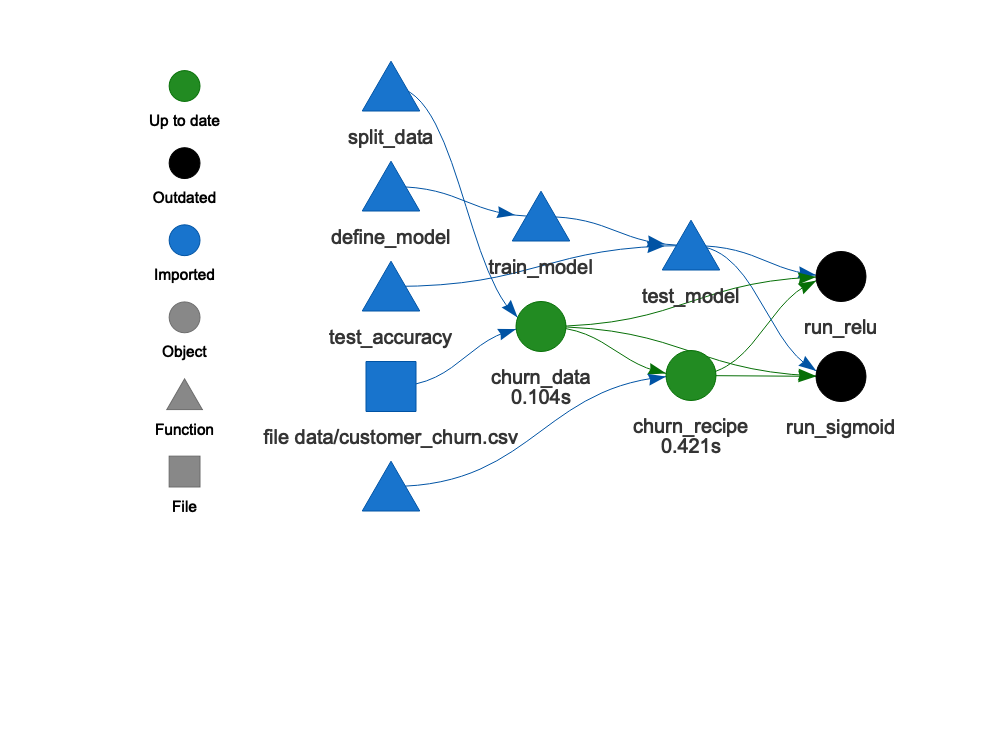 Up to date
Outdated
Imported
Object
Function
File
split_data
define_model
train_model
test_model
test_accuracy
run_relu
churn_data
0.104s
churn_recipe
0.421s
run_sigmoid
file data/customer_churn.csv